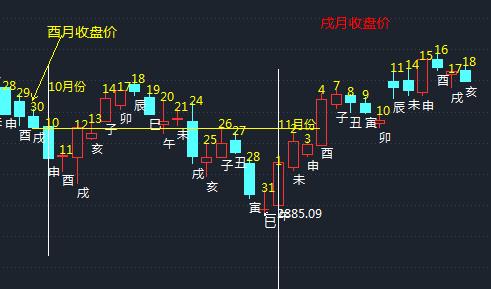 戌月收盘价
酉月收盘价
16
15
18
17
11
14
酉
戌
亥
辰
申
申
28
29
30
10月份
14
17
18
19
20
21
24
4
7
8
9
10
申
酉
戌
子
卯
辰
巳
午
未
子
丑
寅
卯
10
11
12
13
25
26
27
28
11月份
2
3
亥
申
酉
戌
戌
亥
子
丑
寅
31
1
未
申
酉
巳
午
2885.09